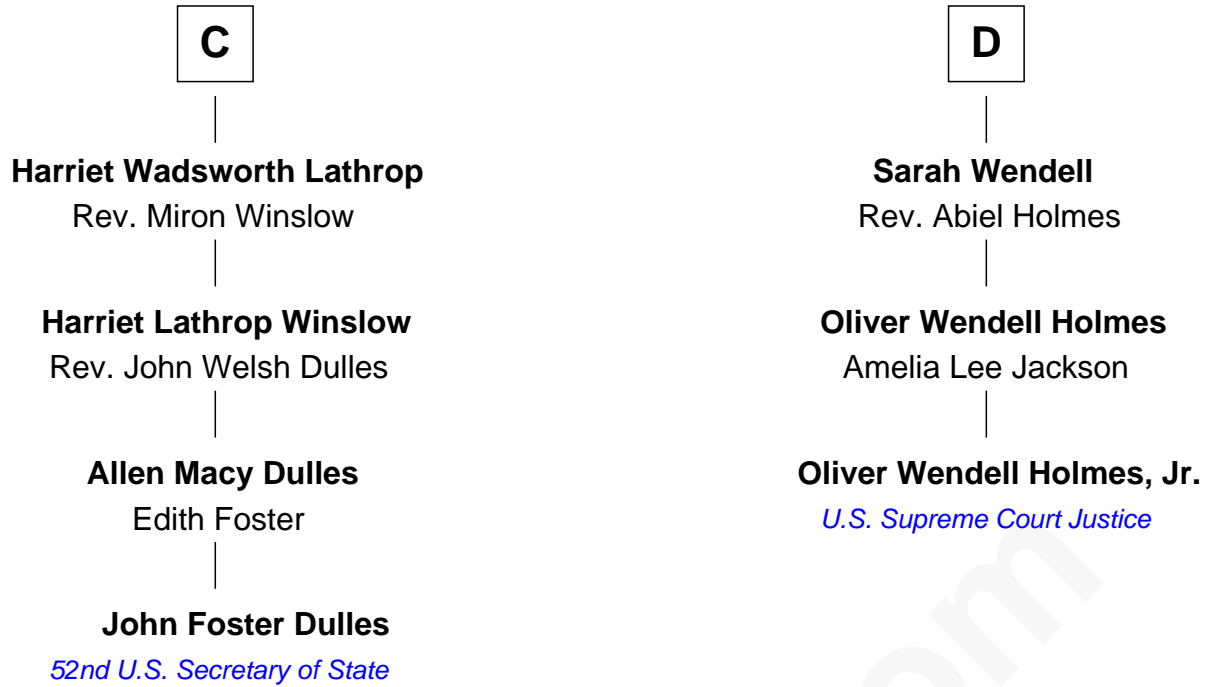 C
Harriet Wadsworth Lathrop
Rev. Miron Winslow
Harriet Lathrop Winslow
Rev. John Welsh Dulles
Allen Macy Dulles
Edith Foster
John Foster Dulles
52nd U.S. Secretary of State
D
Sarah Wendell
Rev. Abiel Holmes
Oliver Wendell Holmes
Amelia Lee Jackson
Oliver Wendell Holmes, Jr.
U.S. Supreme Court Justice
om